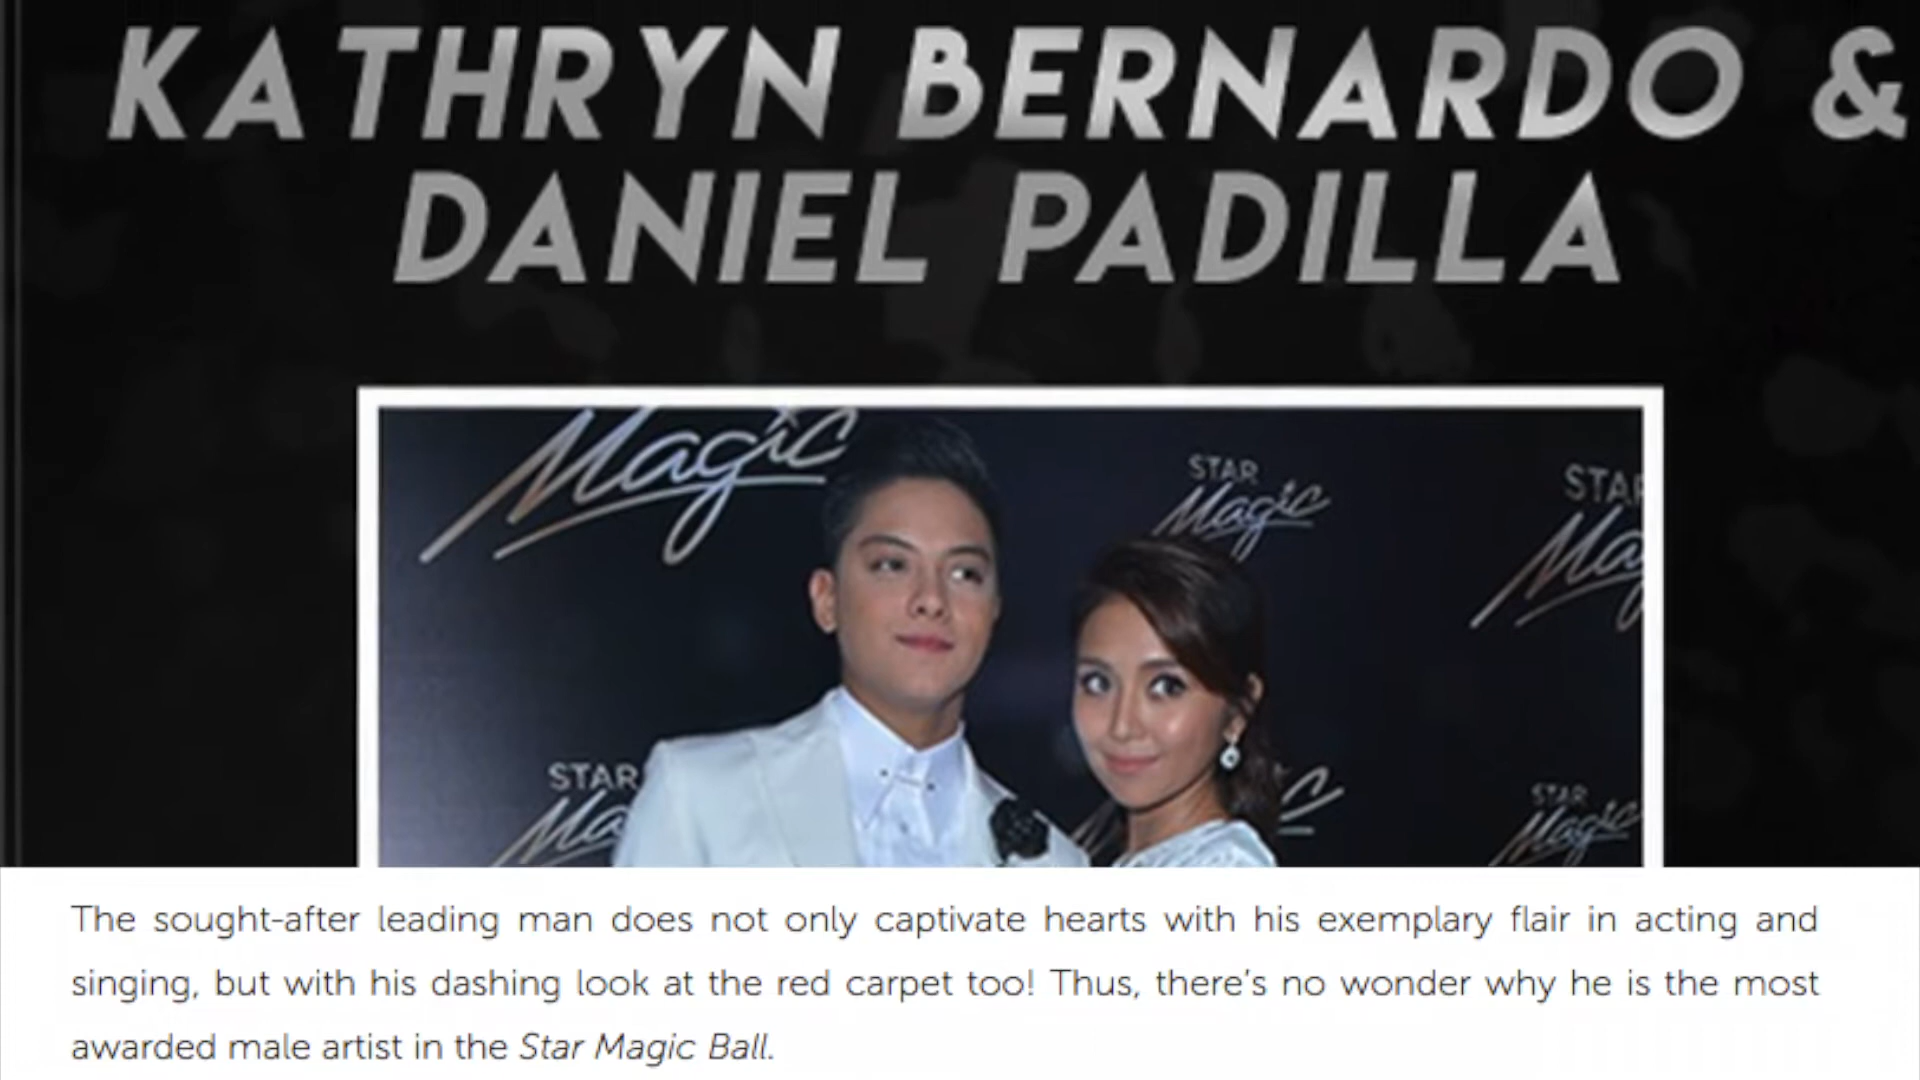 KATHRYN BERNARDO &
DANIEL PADILLA
Magic
STAR
Magic
STAR
Ma
STAR
Ma
STAR
Magic
The sought-after leading man does not only captivate hearts with his exemplary flair in acting and
singing, but with his dashing look at the red carpet too! Thus, there's no wonder why he is the most
awarded male artist in the Star Magic Ball.